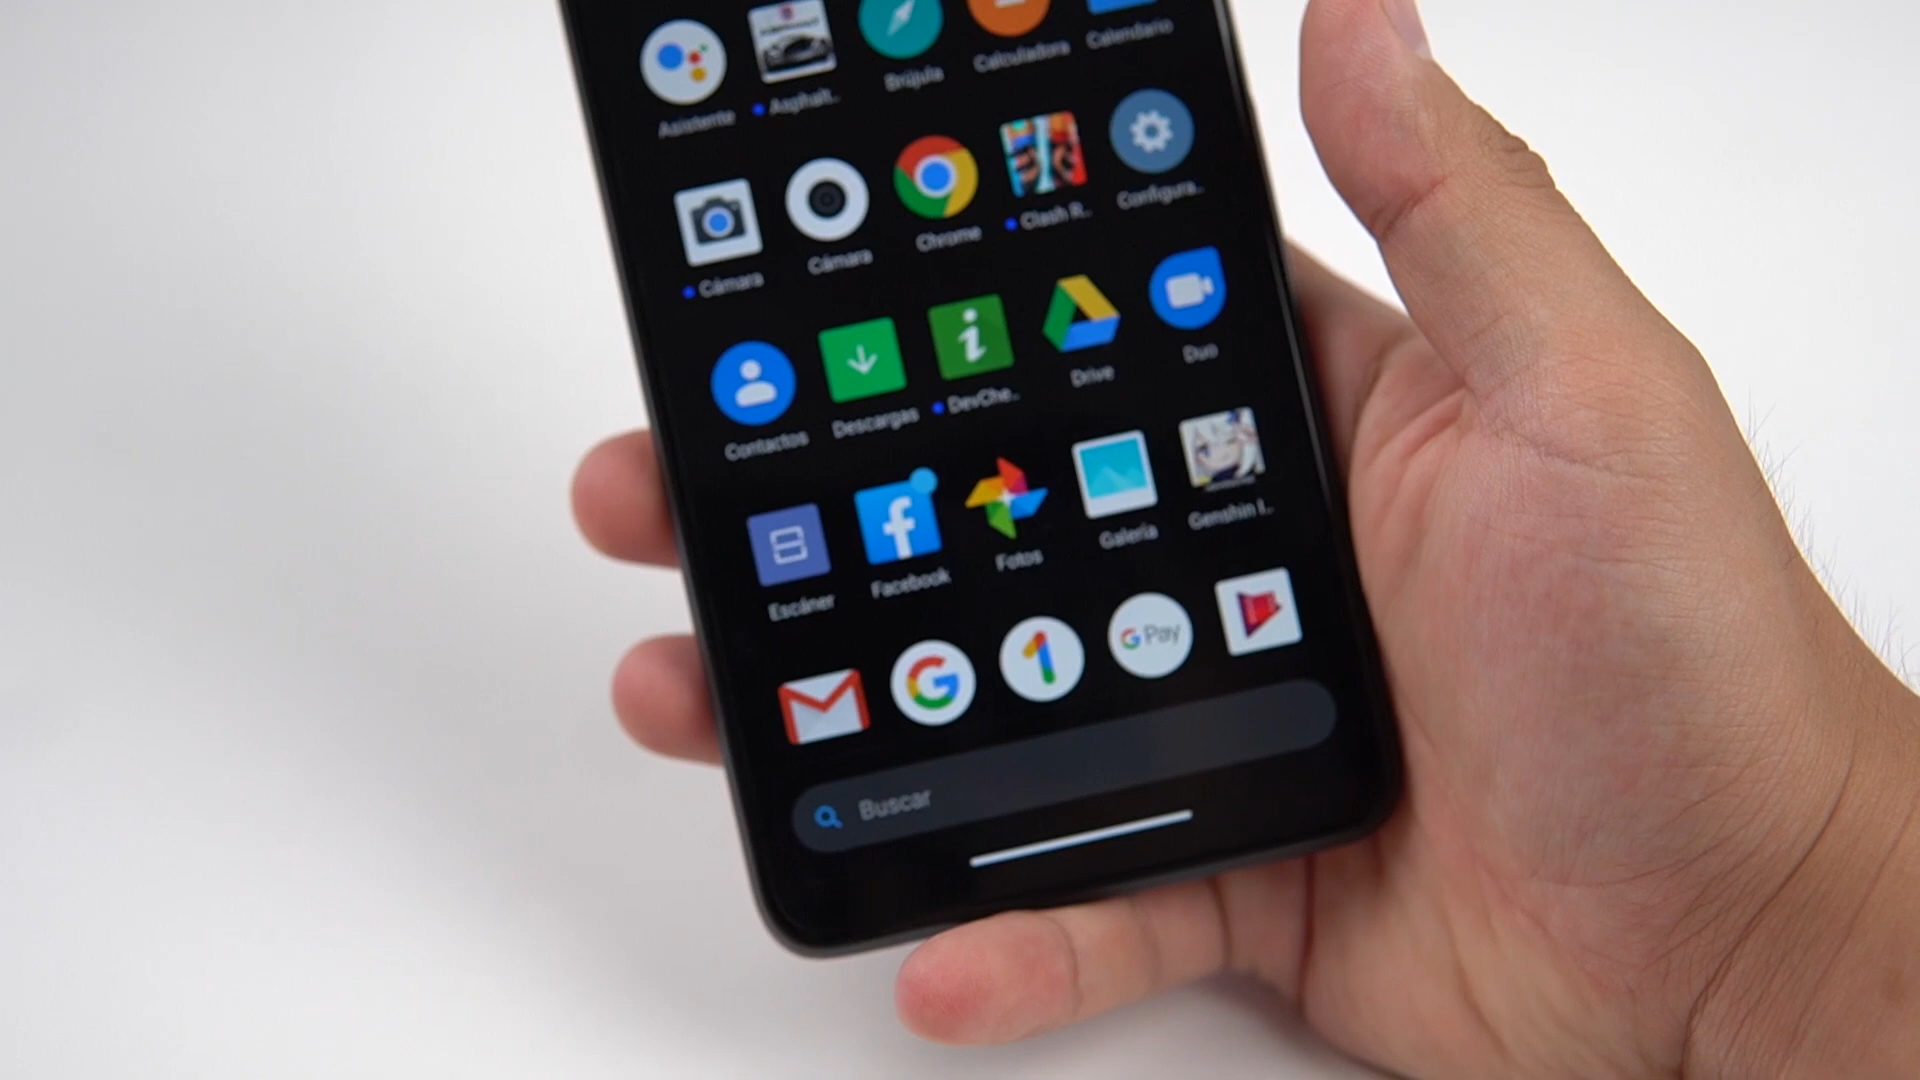 Asistente
Asphalt..
Brújula
Calculadora
Calendario
Cámara
Cámara
Chrome
Clash R..
Configura..
Contactos
Descargas
DevChe..
Drive
Duo
Escáner
Facebook
Fotos
Galería
Genshin I..
G Pay
Buscar